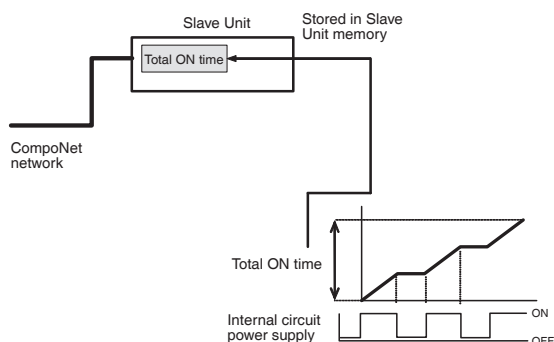 Slave Unit
Stored in Slave
Unit memory
Total ON time
CompoNet
network
Total ON time
Internal circuit
power supply
ON
OFF